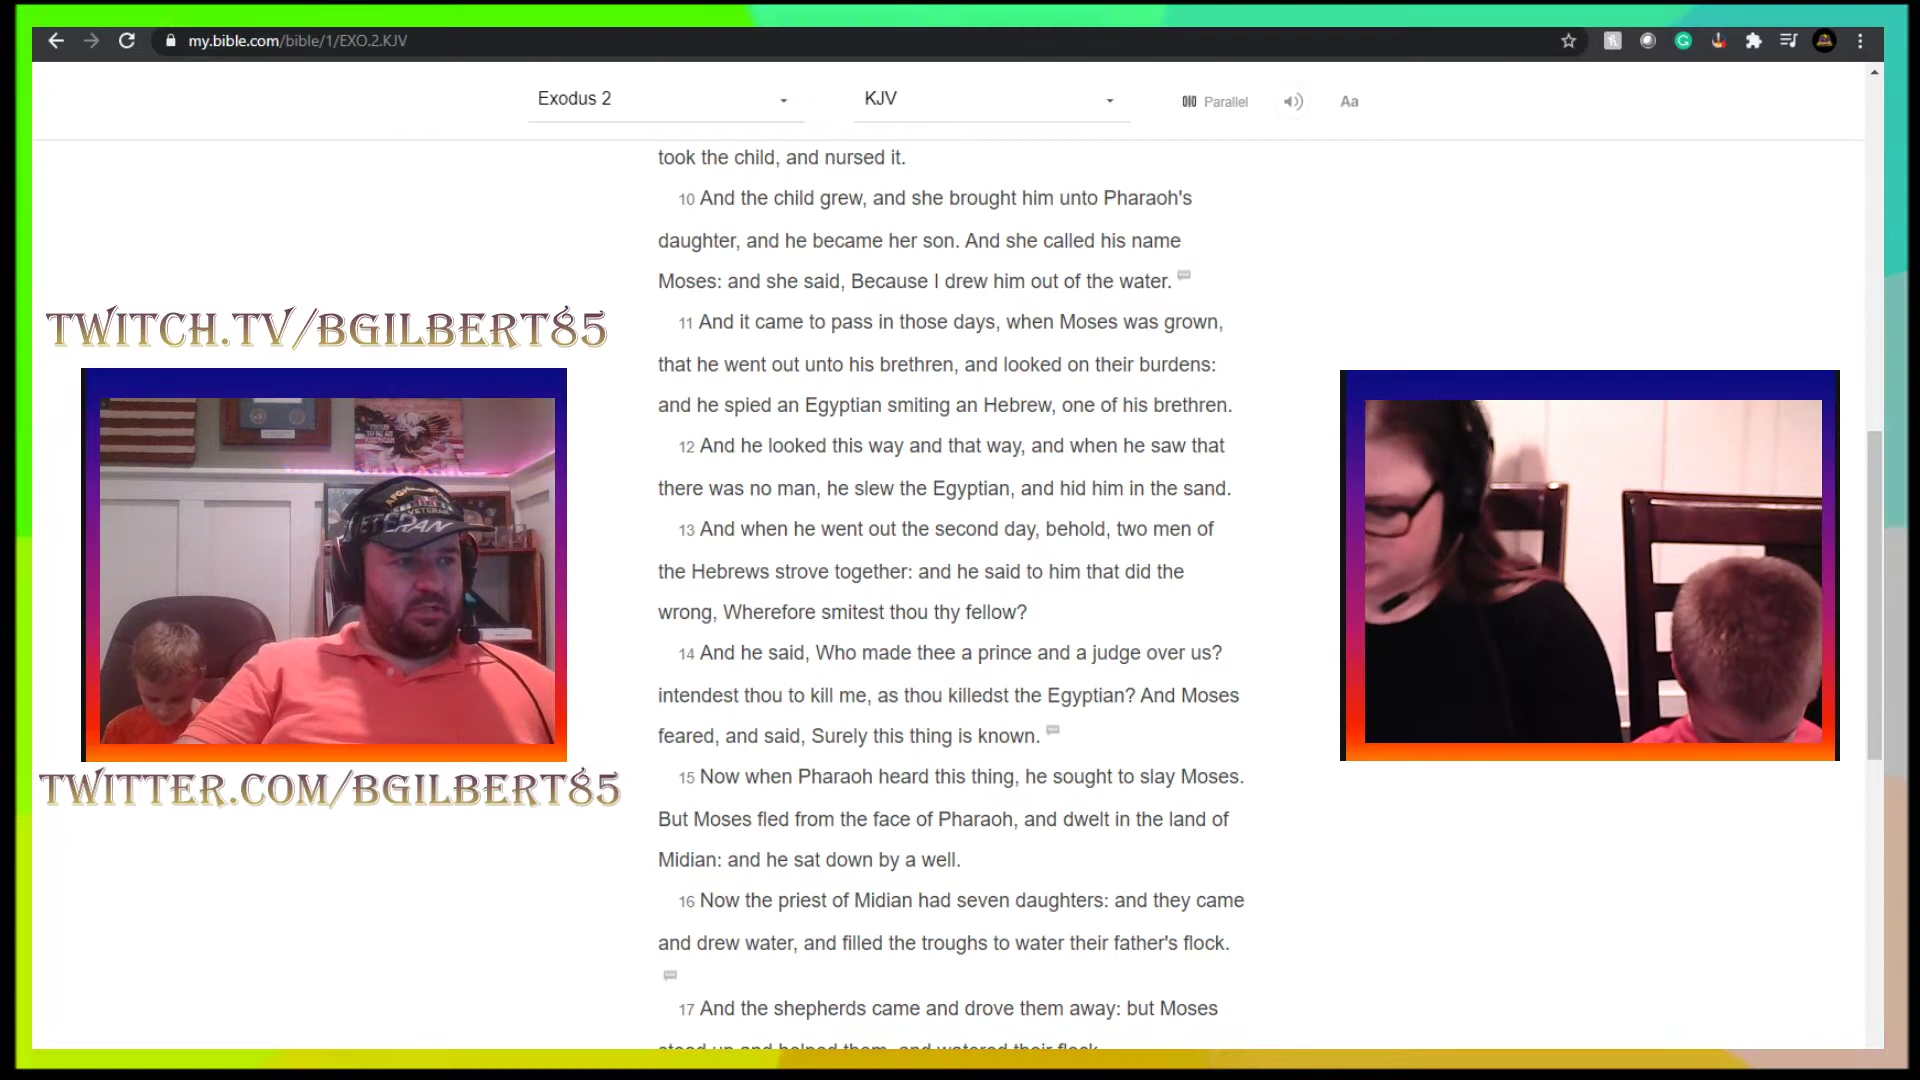 my.bible.com/bible/1/EXO.2.KJV
Exodus 2
KJV
Parallel
Aa
took the child, and nursed it.
10 And the child grew, and she brought him unto Pharaoh's
daughter, and he became her son. And she called his name
Moses: and she said, Because I drew him out of the water.
11 And it came to pass in those days, when Moses was grown,
that he went out unto his brethren, and looked on their burdens:
and he spied an Egyptian smiting an Hebrew, one of his brethren.
12 And he looked this way and that way, and when he saw that
there was no man, he slew the Egyptian, and hid him in the sand.
13 And when he went out the second day, behold, two men of
the Hebrews strove together: and he said to him that did the
wrong, Wherefore smitest thou thy fellow?
14 And he said, Who made thee a prince and a judge over us?
intendest thou to kill me, as thou killedst the Egyptian? And Moses
feared, and said, Surely this thing is known.
15 Now when Pharaoh heard this thing, he sought to slay Moses.
But Moses fled from the face of Pharaoh, and dwelt in the land of
Midian: and he sat down by a well.
16 Now the priest of Midian had seven daughters: and they came
and drew water, and filled the troughs to water their father's flock.
17 And the shepherds came and drove them away: but Moses
stood up and helped them, and watered their flock.
TWITCH.TV/BGILBERT85
VETERAN
TWITTER.COM/BGILBERT85